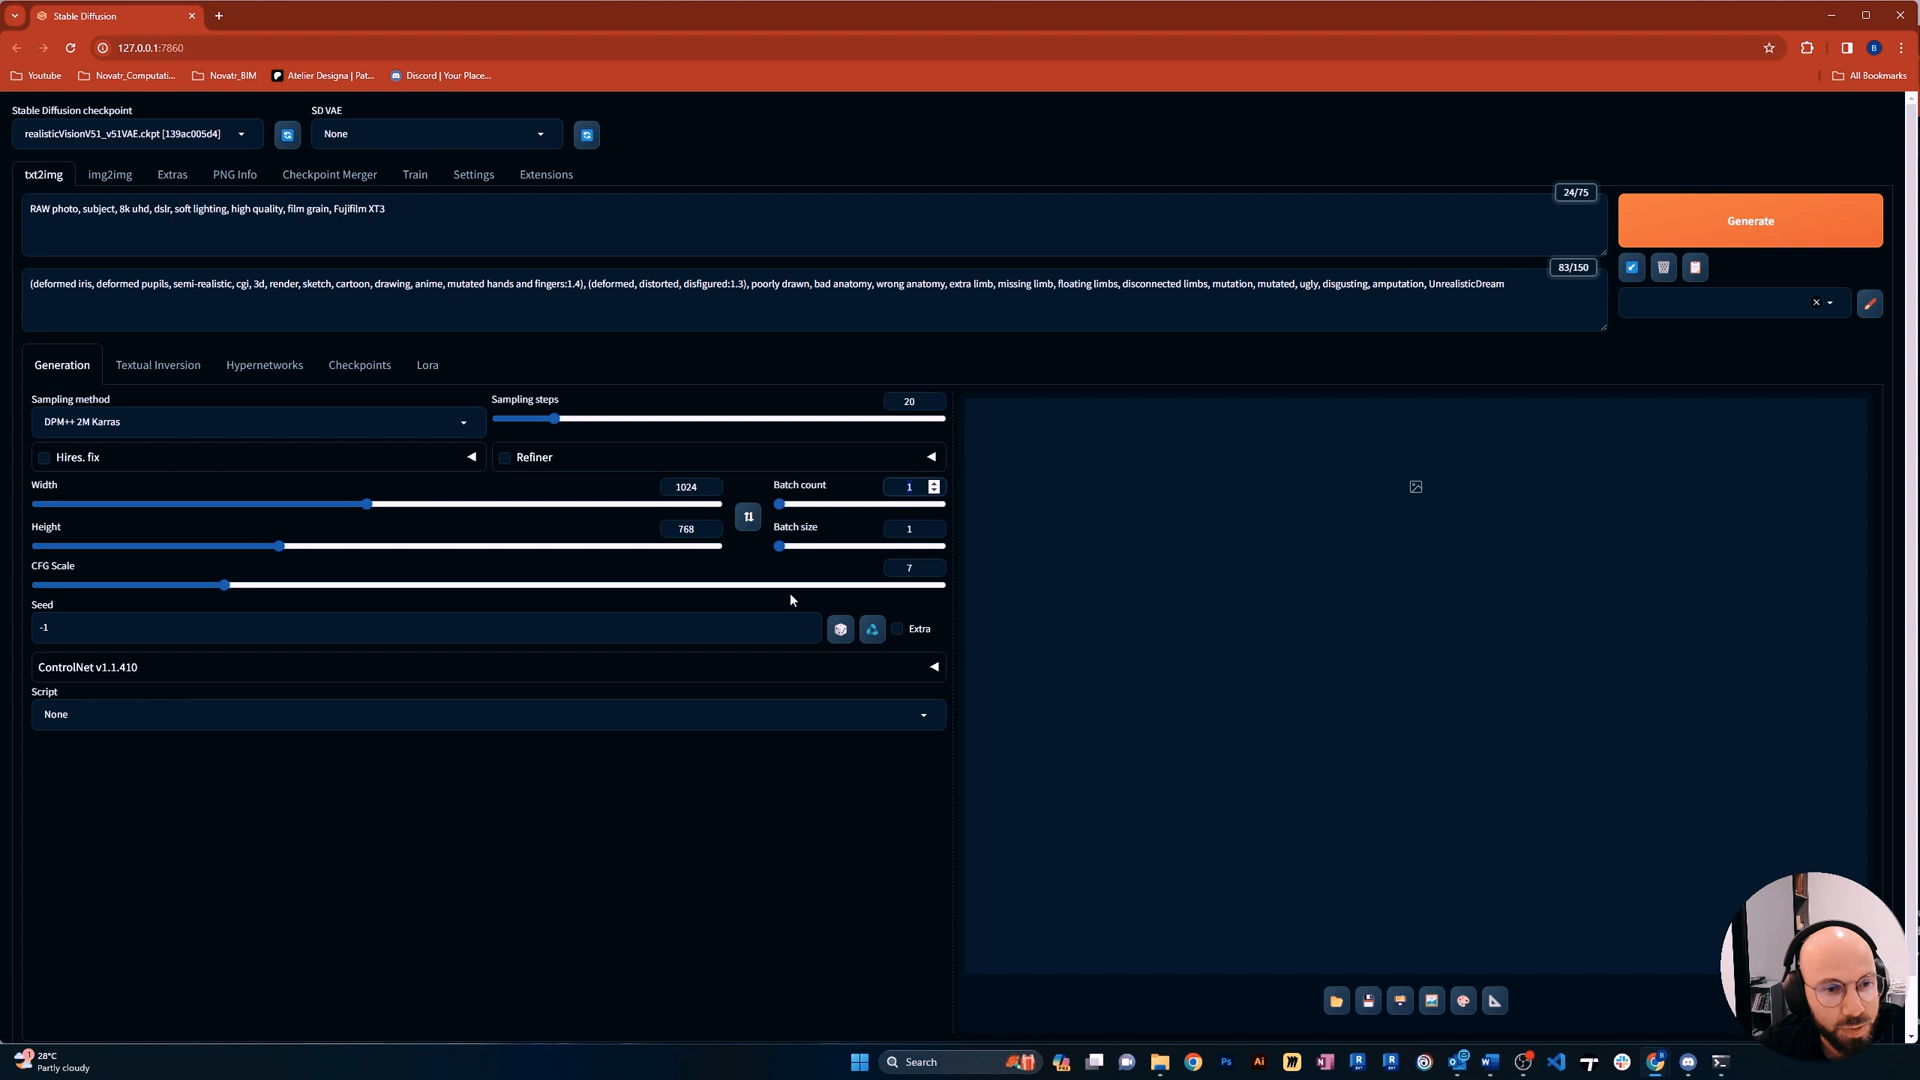 Stable Diffusion
127.0.0.1:7860
Youtube
Novatr_Computati...
Novatr_BIM
Atelier Designa | Pat...
Discord | Your Place...
All Bookmarks
Stable Diffusion checkpoint
SD VAE
realisticVisionV51_v51VAE.ckpt [139ac005d4]
None
txt2img
img2img
Extras
PNG Info
Checkpoint Merger
Train
Settings
Extensions
24/75
RAW photo, subject, 8k uhd, dslr, soft lighting, high quality, film grain, Fujifilm XT3
Generate
83/150
(deformed iris, deformed pupils, semi-realistic, cgi, 3d, render, sketch, cartoon, drawing, anime, mutated hands and fingers:1.4), (deformed, distorted, disfigured:1.3), poorly drawn, bad anatomy, wrong anatomy, extra limb, missing limb, floating limbs, disconnected limbs, mutation, mutated, ugly, disgusting, amputation, UnrealisticDream
Generation
Textual Inversion
Hypernetworks
Checkpoints
Lora
Sampling method
Sampling steps
20
DPM++ 2M Karras
Hires. fix
Refiner
Width
1024
Batch count
1
Height
768
Batch size
1
CFG Scale
7
Seed
-1
Extra
ControlNet v1.1.410
Script
None
28°C
Partly cloudy
Search